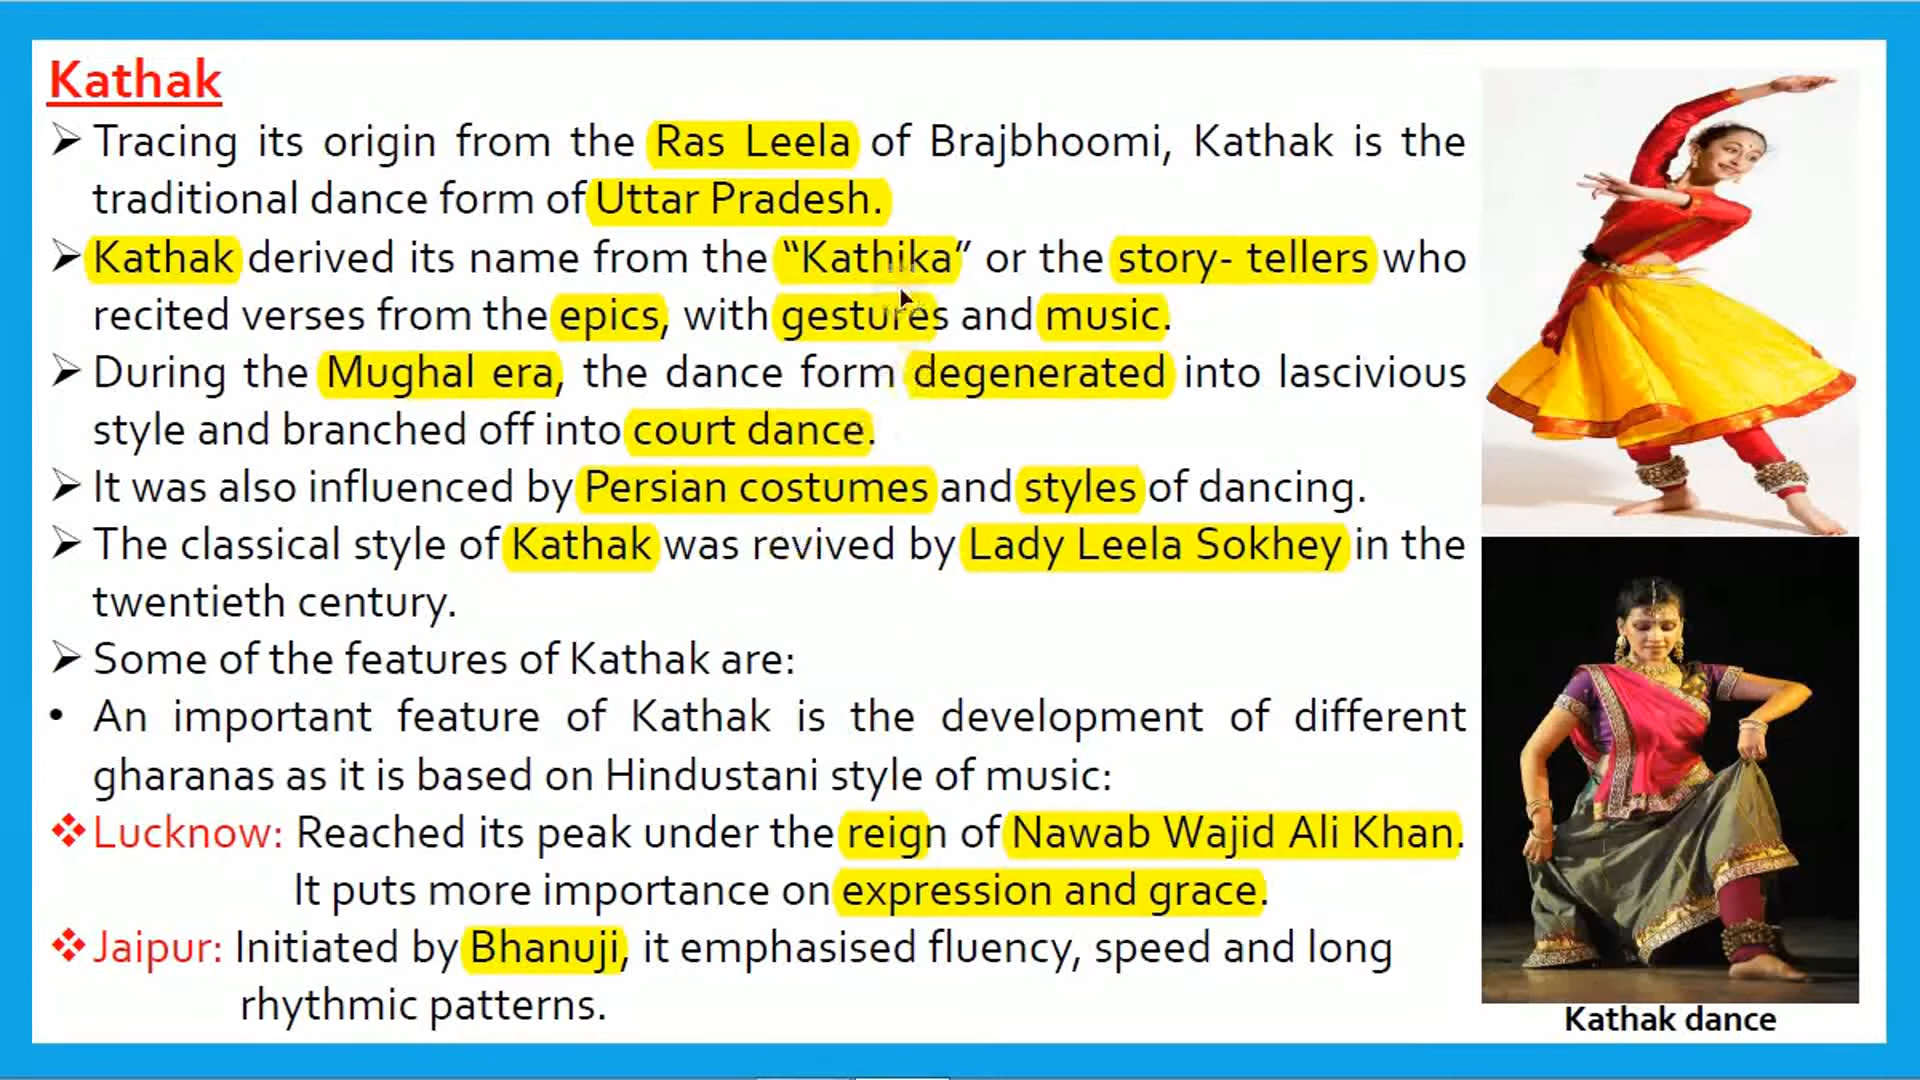 Kathak
➢ Tracing its origin from the Ras Leela of Brajbhoomi, Kathak is the
traditional dance form of Uttar Pradesh.
➢ Kathak derived its name from the “Kathika” or the story- tellers who
recited verses from the epics, with gestures and music.
➢ During the Mughal era, the dance form degenerated into lascivious
style and branched off into court dance.
➢ It was also influenced by Persian costumes and styles of dancing.
➢ The classical style of Kathak was revived by Lady Leela Sokhey in the
twentieth century.
➢ Some of the features of Kathak are:
• An important feature of Kathak is the development of different
gharanas as it is based on Hindustani style of music:
❖ Lucknow: Reached its peak under the reign of Nawab Wajid Ali Khan.
It puts more importance on expression and grace.
❖ Jaipur: Initiated by Bhanuji, it emphasised fluency, speed and long
rhythmic patterns.
Kathak dance